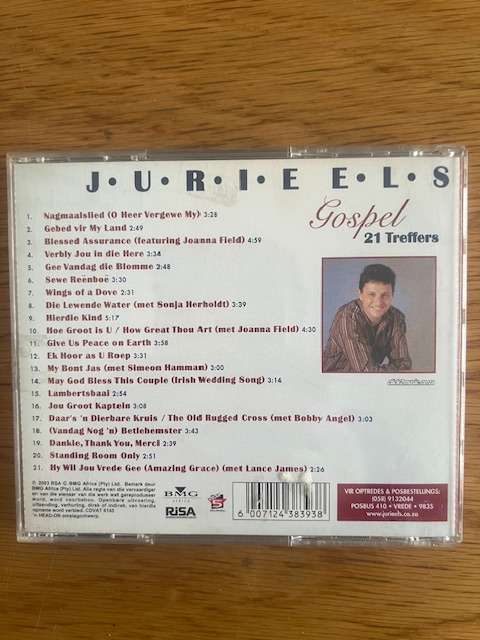 J·U·R·I·E E·L·S
Gospel
21 Treffers
1. Nagmaalslied (O Heer Vergewe My) 3:28
2. Gebed vir My Land 2:49
3. Blessed Assurance (featuring Joanna Field) 4:59
4. Verbly Jou in die Here 3:34
5. Gee Vandag die Blomme 2:48
6. Sewe Reënboë 3:30
7. Wings of a Dove 2:31
8. Die Lewende Water (met Sonja Herholdt) 3:39
9. Hierdie Kind 5:17
10. Hoe Groot is U / How Great Thou Art (met Joanna Field) 4:30
11. Give Us Peace on Earth 3:58
12. Ek Hoor as U Roep 3:31
13. My Bont Jas (met Simeon Hamman) 3:00
14. May God Bless This Couple (Irish Wedding Song) 3:14
15. Lambertsbaai 2:54
16. Jou Groot Kaptein 3:08
17. Daar's 'n Dierbare Kruis / The Old Rugged Cross (met Bobby Angel) 3:03
18. (Vandag Nog 'n) Betlehemster 3:43
19. Dankie, Thank You, Merci 2:39
20. Standing Room Only 2:51
21. Hy Wil Jou Vrede Gee (Amazing Grace) (met Lance James) 2:26
BMG
AFRICA
RiSA
6 007124 383938
VIR OPTREDES & POSBESTELLINGS:
(058) 9132044
POSBUS 410 • VREDE • 9835
www.jurieels.co.za